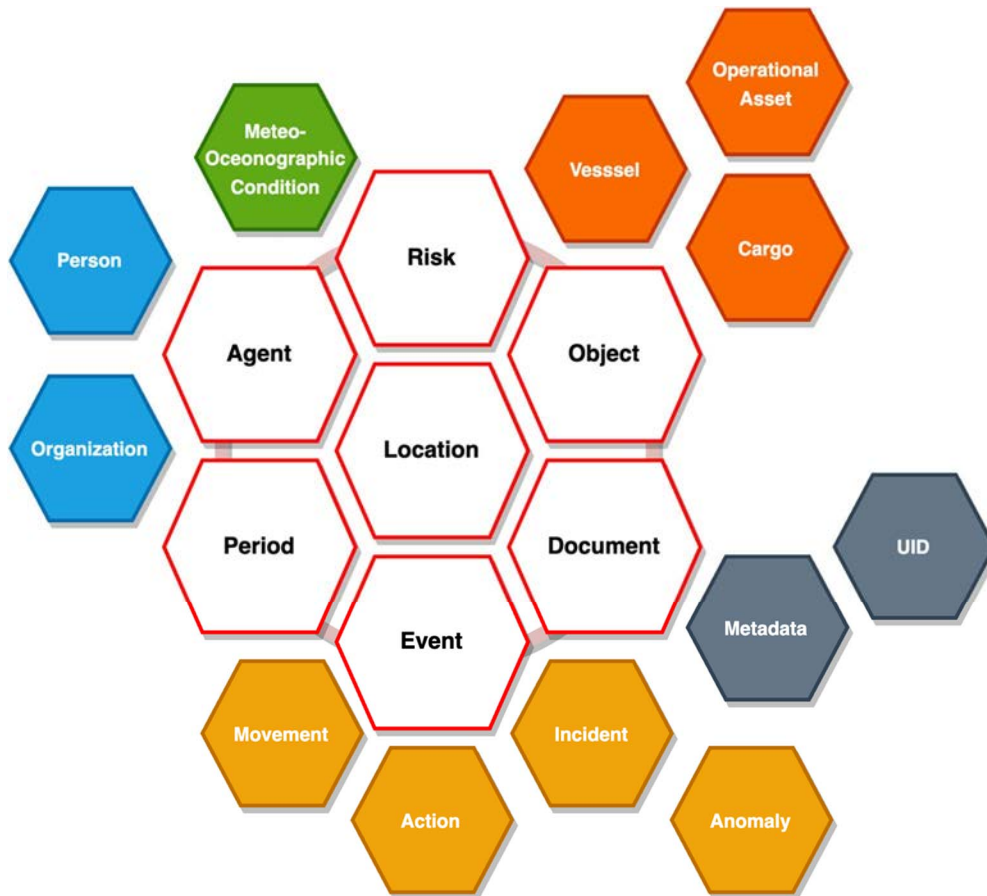 Operational
Asset
Meteo-
Oceonographic
Condition
Vesssel
Person
Risk
Cargo
Agent
Object
Organization
Location
Period
Document
UID
Event
Metadata
Movement
Incident
Action
Anomaly